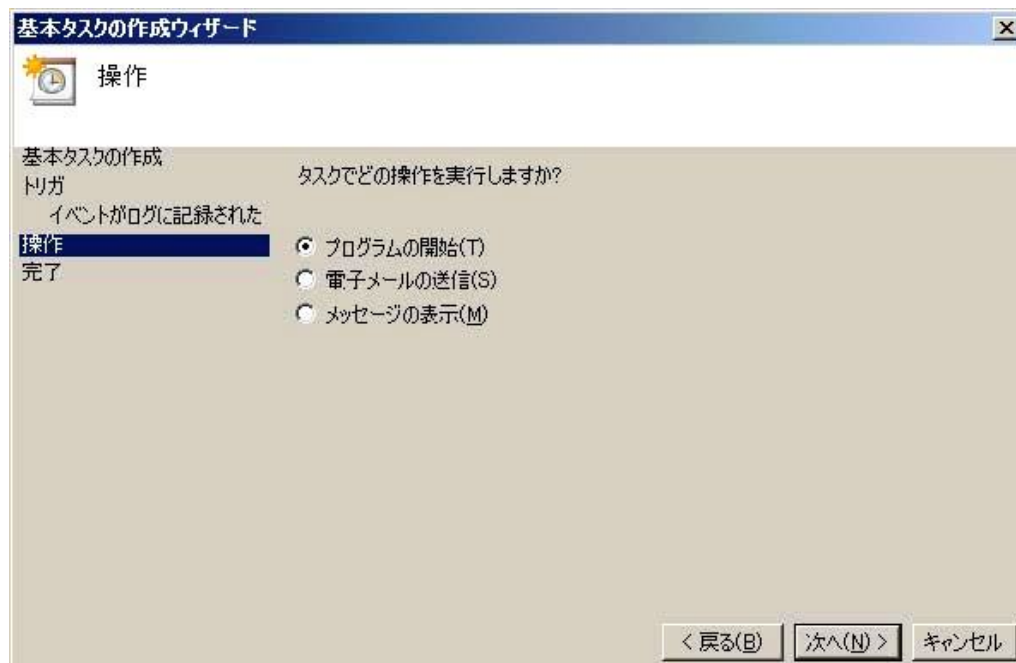 基本タスクの作成ウィザード
操作
基本タスクの作成
トリガ
イベントがログに記録された
操作
完了
タスクでどの操作を実行しますか?
プログラムの開始(T)
電子メールの送信(S)
メッセージの表示(M)
< 戻る(B)
次へ(N) >
キャンセル